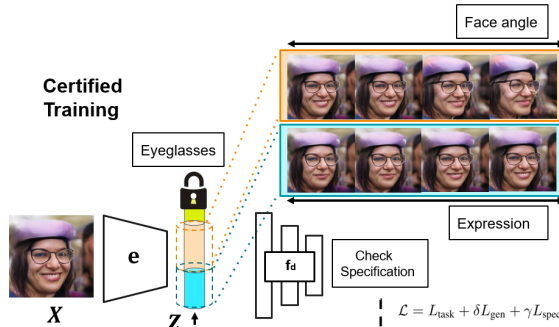 Face angle
Certified
Training
Eyeglasses
Expression
e
f_d
Check
Specification
X
Z
ℒ = L_task + δL_gen + γL_spec